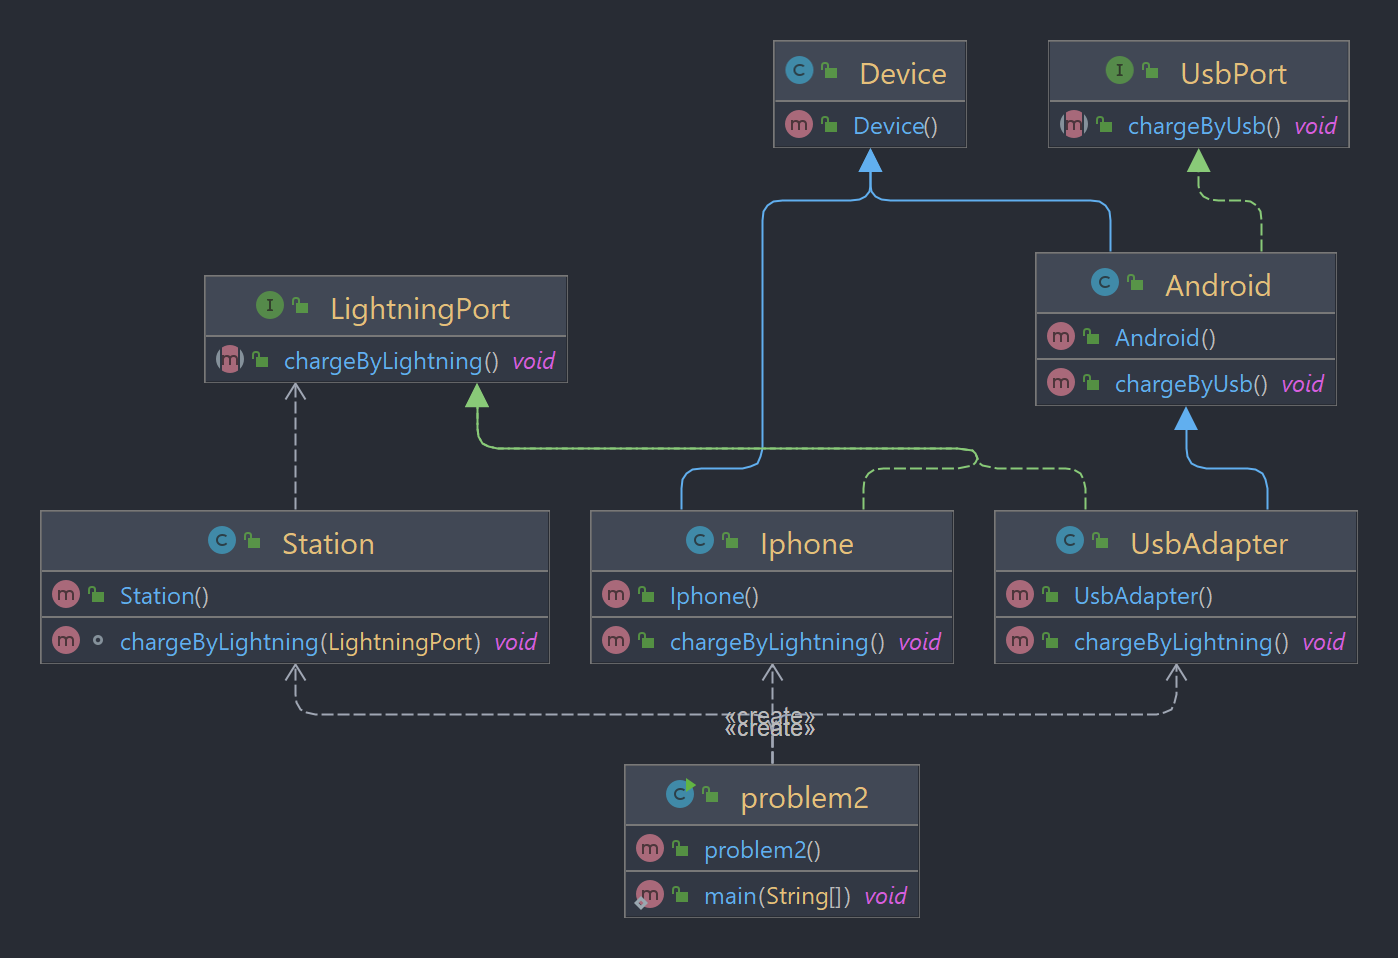 Device
Device()
UsbPort
chargeByUsb() void
LightningPort
chargeByLightning() void
Android
Android()
chargeByUsb() void
Station
Station()
chargeByLightning(LightningPort) void
Iphone
Iphone()
chargeByLightning() void
UsbAdapter
UsbAdapter()
chargeByLightning() void
«create»
«create»
problem2
problem2()
main(String[]) void